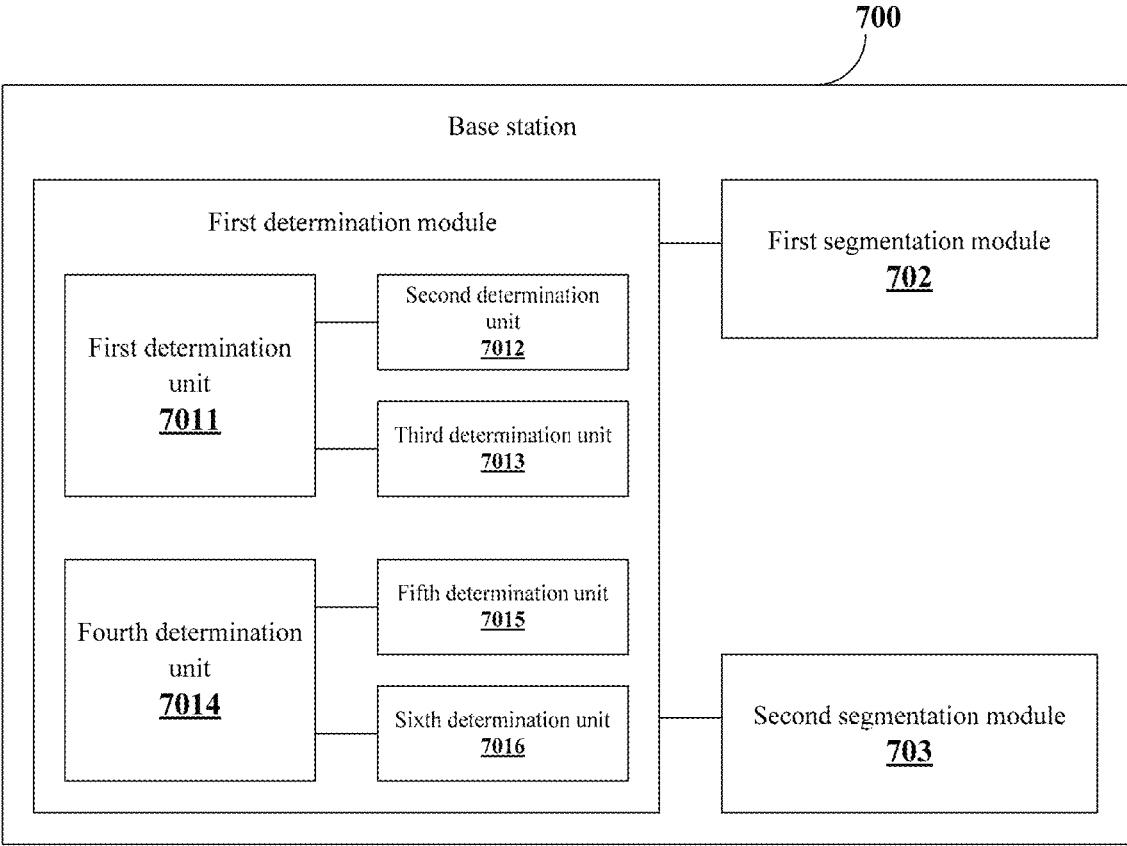 700
Base station
First determination module
First determination
unit
7011
Second determination
unit
7012
Third determination unit
7013
Fourth determination
unit
7014
Fifth determination unit
7015
Sixth determination unit
7016
First segmentation module
702
Second segmentation module
703